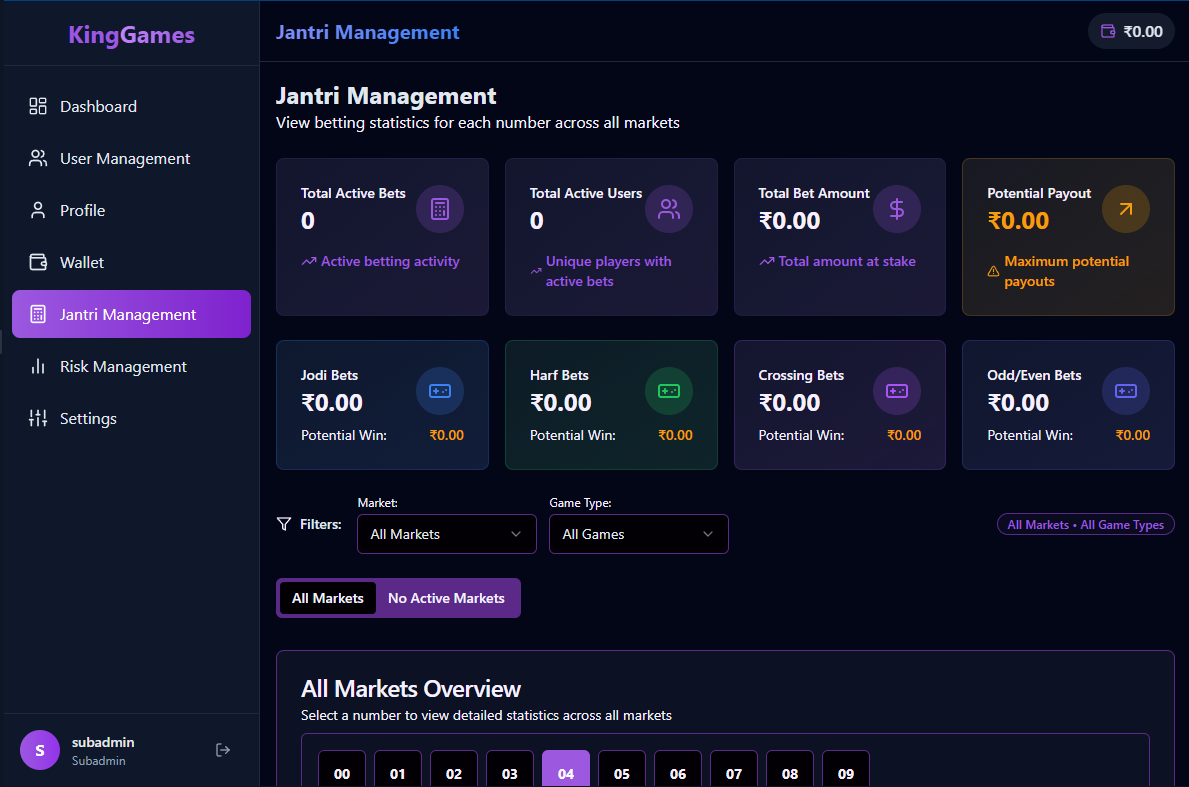 KingGames
Jantri Management
₹0.00
Dashboard
User Management
Profile
Wallet
Jantri Management
Risk Management
Settings
S
subadmin
Subadmin
Jantri Management
View betting statistics for each number across all markets
Total Active Bets
0
Active betting activity
Total Active Users
0
Unique players with
active bets
Total Bet Amount
₹0.00
Total amount at stake
Potential Payout
₹0.00
Maximum potential
payouts
Jodi Bets
₹0.00
Potential Win: ₹0.00
Harf Bets
₹0.00
Potential Win: ₹0.00
Crossing Bets
₹0.00
Potential Win: ₹0.00
Odd/Even Bets
₹0.00
Potential Win: ₹0.00
Filters:
Market:
All Markets
Game Type:
All Games
All Markets • All Game Types
All Markets No Active Markets
All Markets Overview
Select a number to view detailed statistics across all markets
00 01 02 03 04 05 06 07 08 09